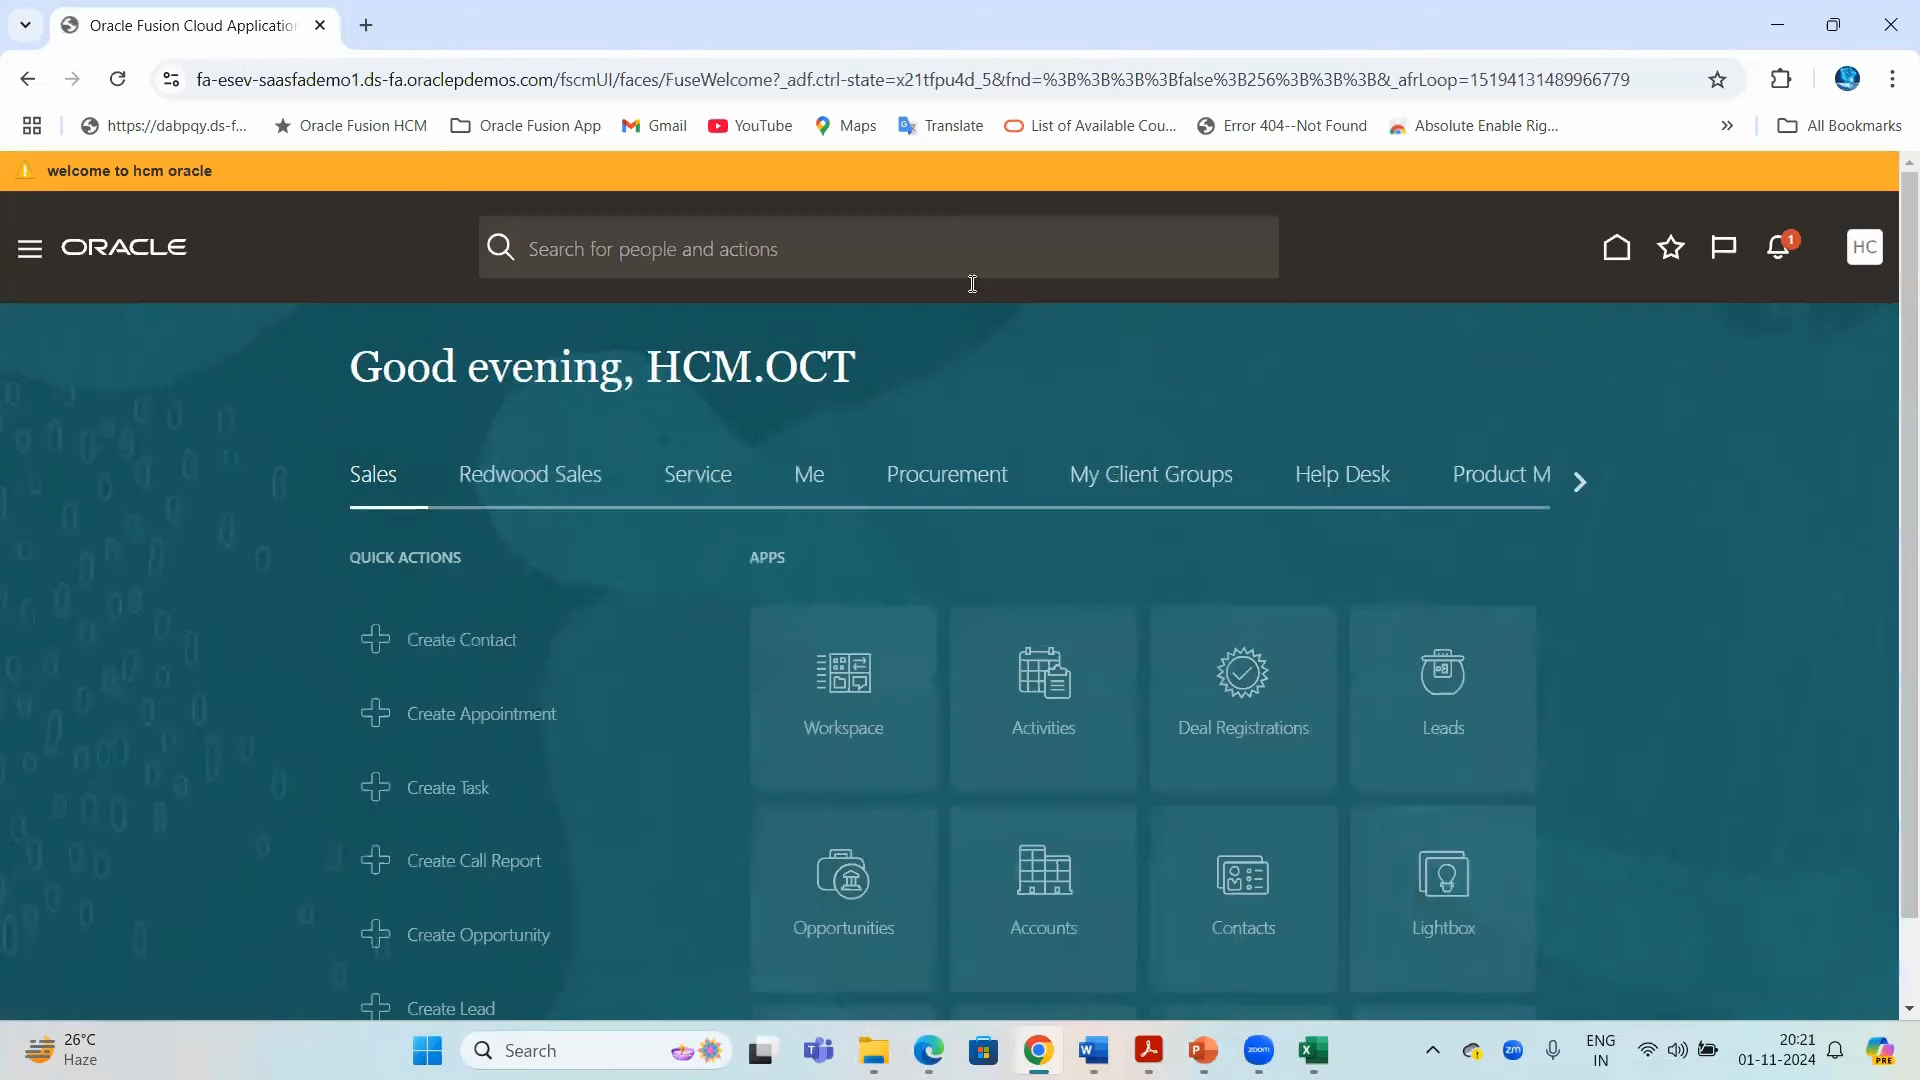 Oracle Fusion Cloud Application
fa-esev-saasfademo1.ds-fa.oraclepdemos.com/fscmUI/faces/FuseWelcome?_adf.ctrl-state=x21tfpu4d_5&fnd=%3B%3B%3B%3Bfalse%3B256%3B%3B%3B&_afrLoop=15194131489966779
https://dabpqy.ds-f... Oracle Fusion HCM Oracle Fusion App Gmail YouTube Maps Translate List of Available Cou... Error 404--Not Found Absolute Enable Rig... » All Bookmarks
welcome to hcm oracle
ORACLE Search for people and actions 1 HC
Good evening, HCM.OCT
Sales Redwood Sales Service Me Procurement My Client Groups Help Desk Product M
QUICK ACTIONS APPS
Create Contact
Workspace Activities Deal Registrations Leads
Create Appointment
Create Task
Create Call Report
Opportunities Accounts Contacts Lightbox
Create Opportunity
Create Lead
26°C
Haze
Search
zoom
zm
ENG
IN
20:21
01-11-2024
PRE